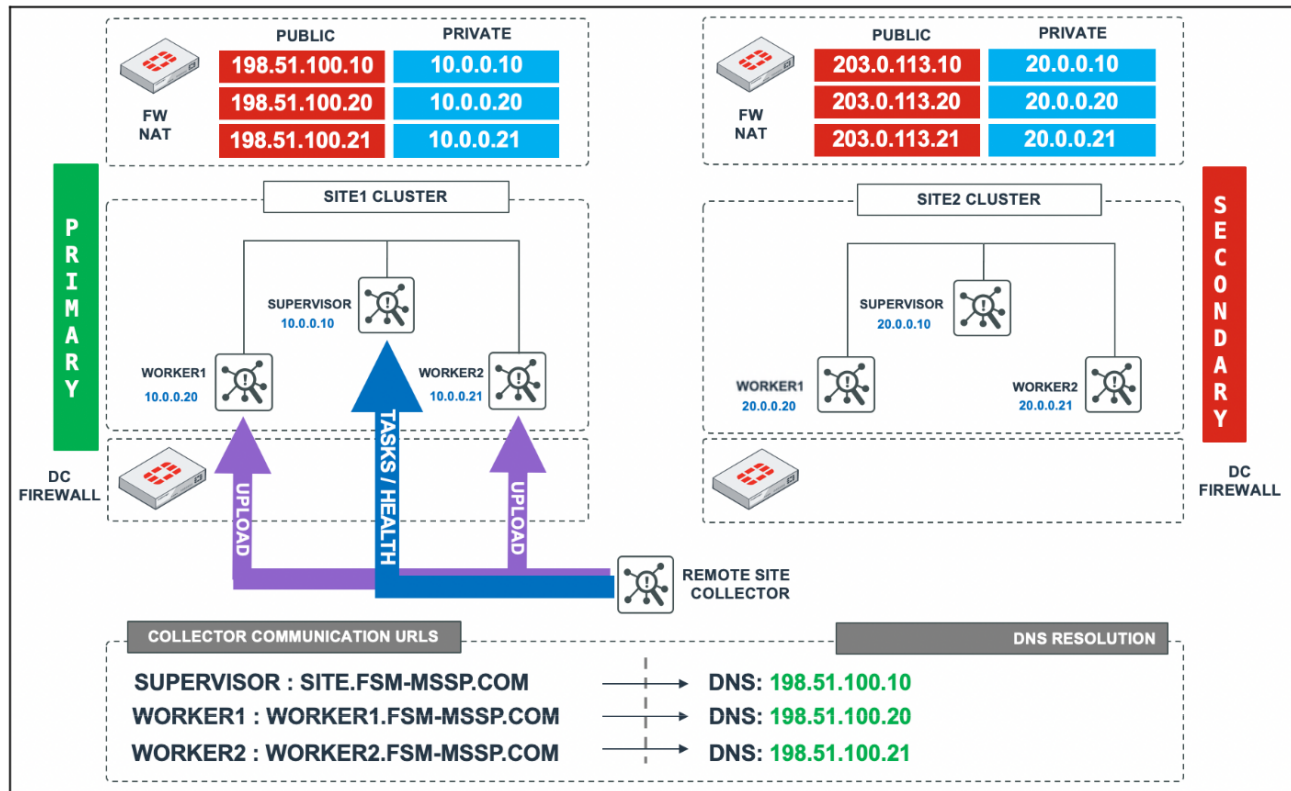 PUBLIC PRIVATE
198.51.100.10 10.0.0.10
198.51.100.20 10.0.0.20
198.51.100.21 10.0.0.21
FW
NAT
PUBLIC PRIVATE
203.0.113.10 20.0.0.10
203.0.113.20 20.0.0.20
203.0.113.21 20.0.0.21
FW
NAT
PRIMARY
SITE1 CLUSTER
SUPERVISOR
10.0.0.10
WORKER1
10.0.0.20
WORKER2
10.0.0.21
SITE2 CLUSTER
SUPERVISOR
20.0.0.10
WORKER1
20.0.0.20
WORKER2
20.0.0.21
SECONDARY
DC
FIREWALL
UPLOAD
TASKS / HEALTH
UPLOAD
DC
FIREWALL
REMOTE SITE
COLLECTOR
COLLECTOR COMMUNICATION URLS DNS RESOLUTION
SUPERVISOR : SITE.FSM-MSSP.COM DNS: 198.51.100.10
WORKER1 : WORKER1.FSM-MSSP.COM DNS: 198.51.100.20
WORKER2 : WORKER2.FSM-MSSP.COM DNS: 198.51.100.21